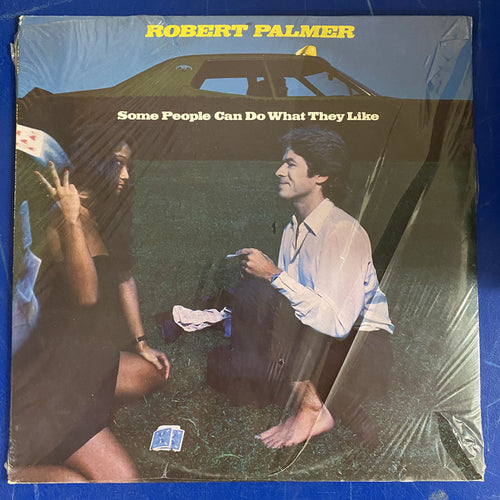 ROBERT PALMER
Some People Can Do What They Like